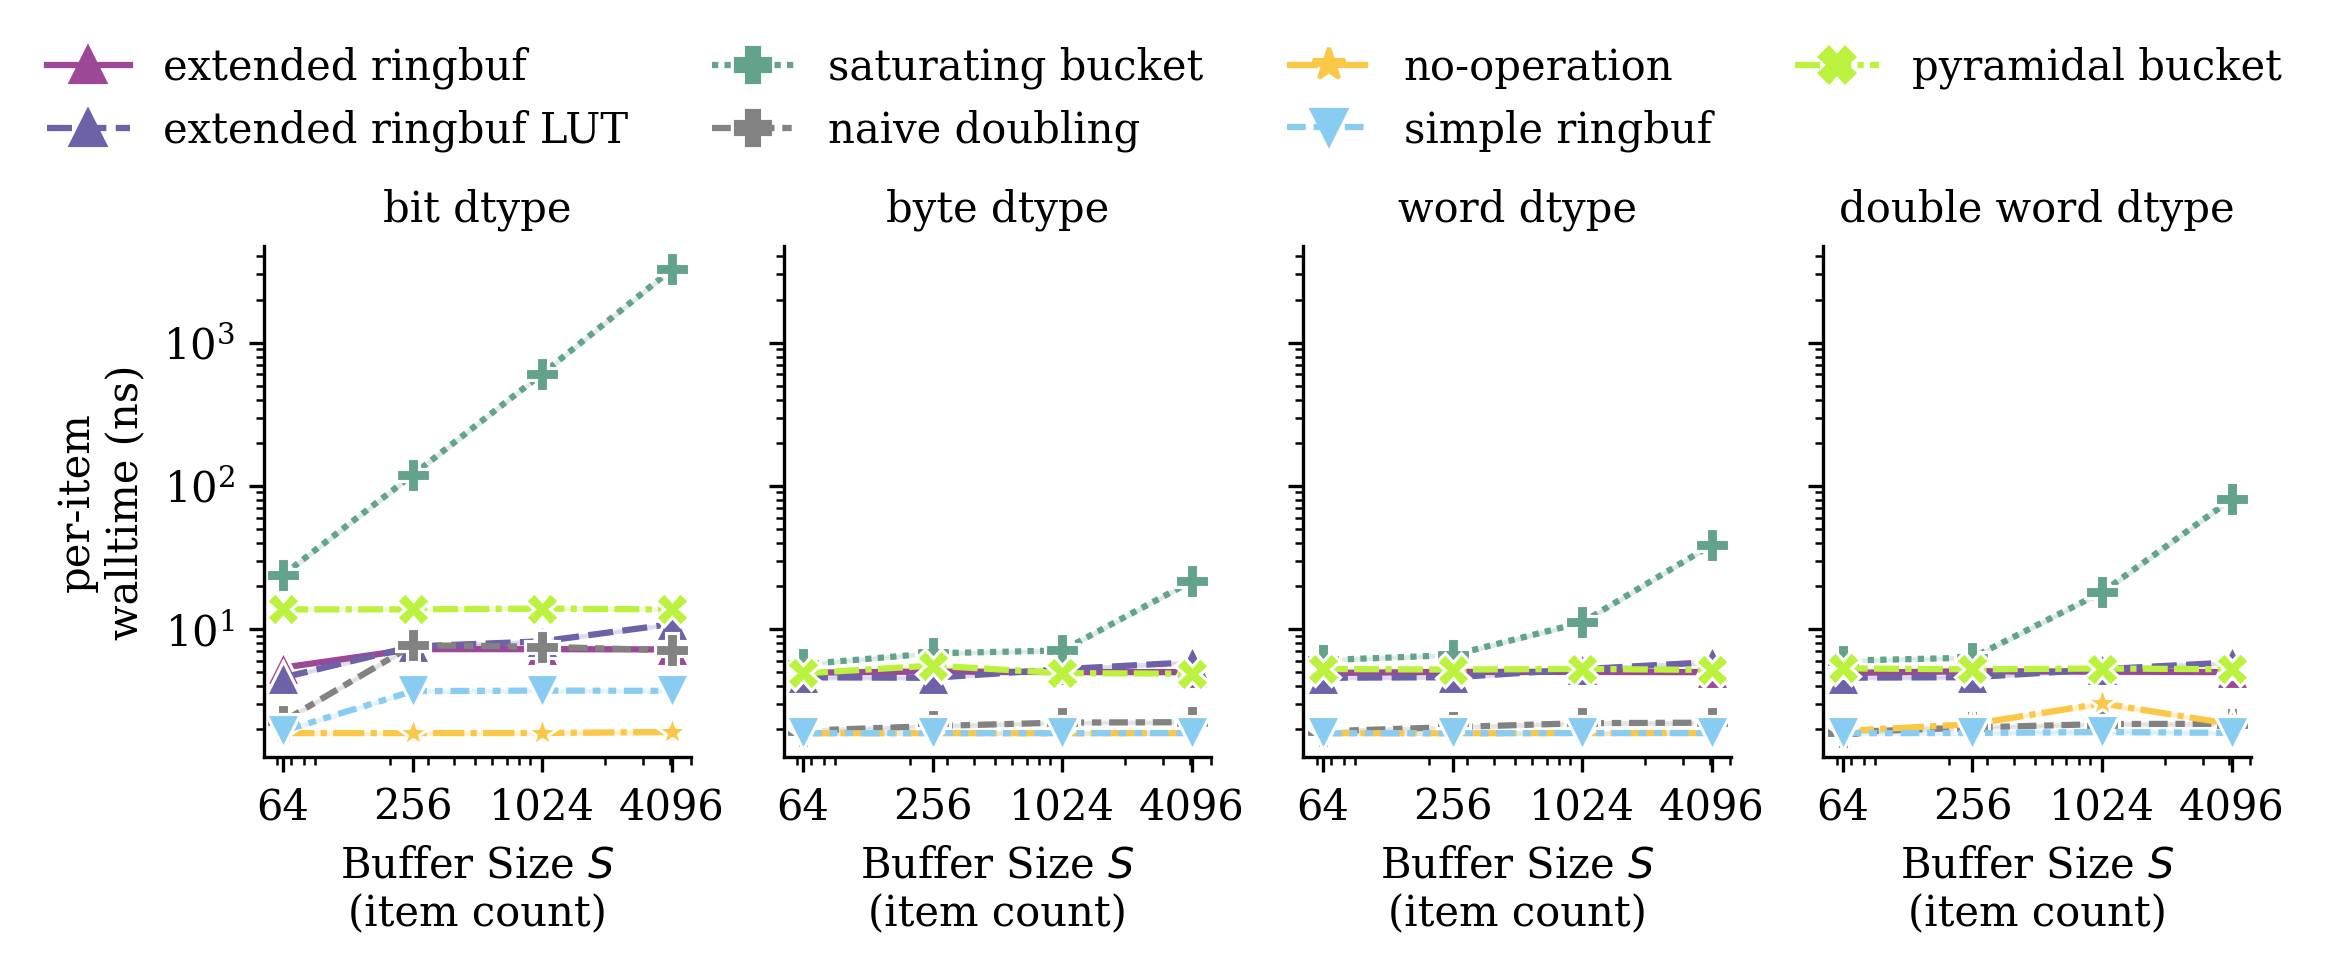 extended ringbuf
extended ringbuf LUT
saturating bucket
naive doubling
no-operation
simple ringbuf
pyramidal bucket
bit dtype
byte dtype
word dtype
double word dtype
per-item
walltime (ns)
10³
10²
10¹
64 256 1024 4096
64 256 1024 4096
64 256 1024 4096
64 256 1024 4096
Buffer Size S
(item count)
Buffer Size S
(item count)
Buffer Size S
(item count)
Buffer Size S
(item count)